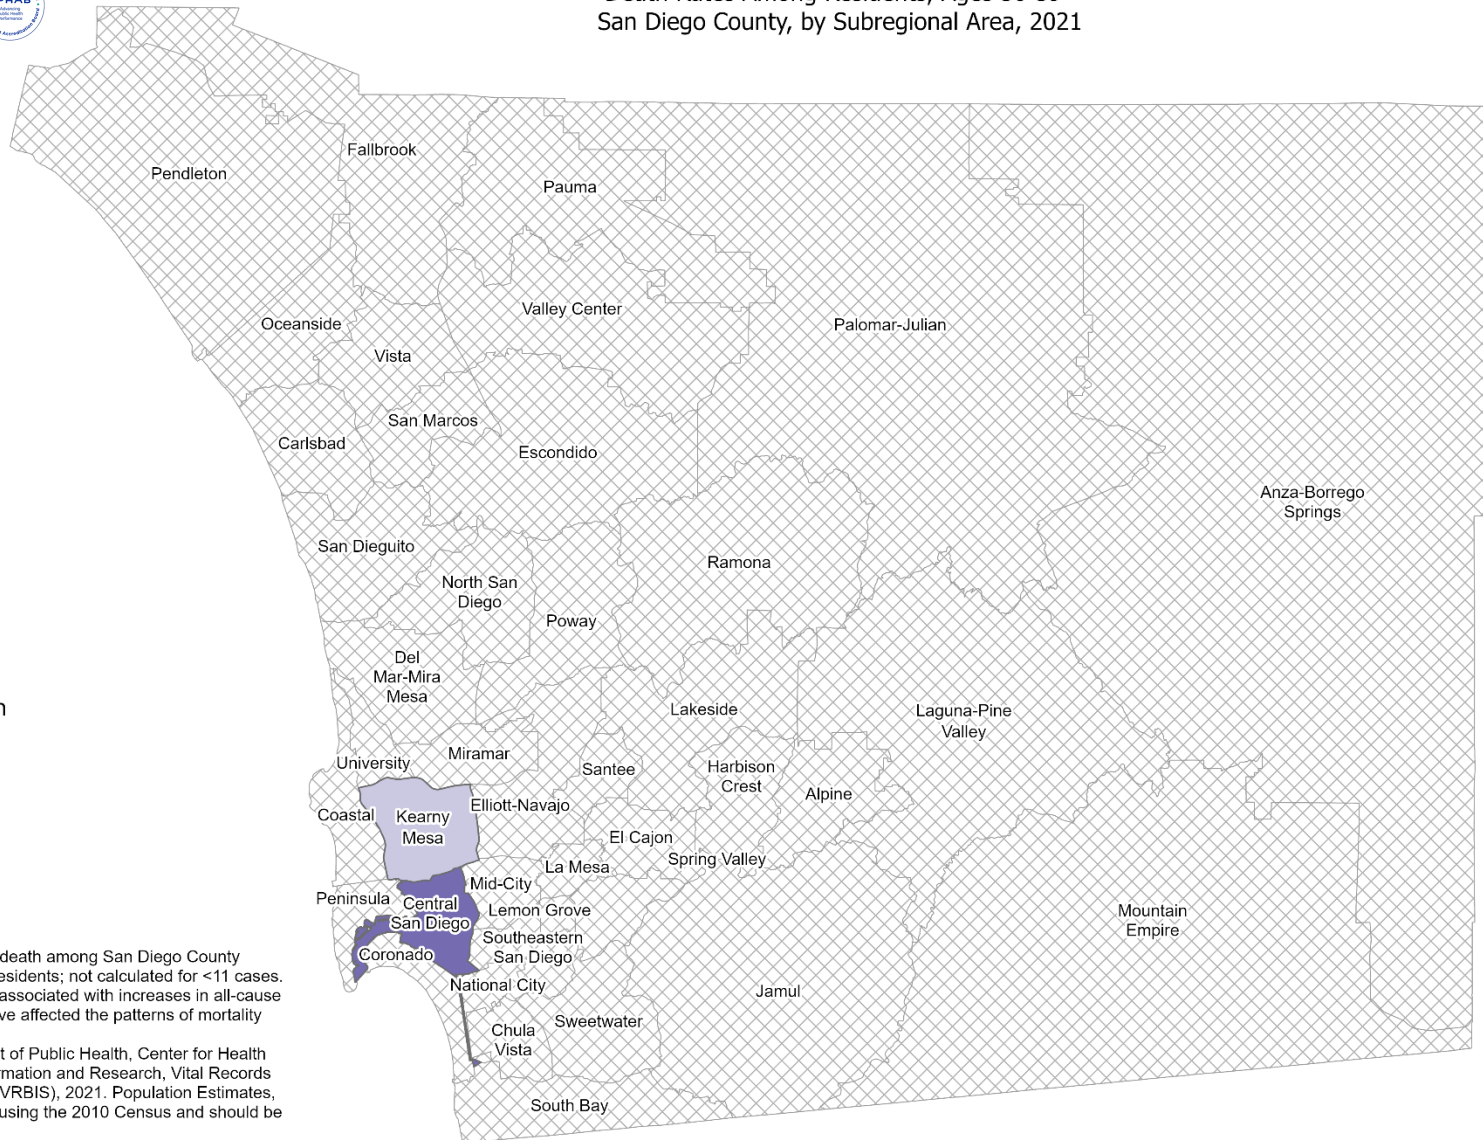 San Diego County, by Subregional Area, 2021
Fallbrook
Pendleton
Pauma
Valley Center
Oceanside
Palomar-Julian
Vista
San Marcos
Carlsbad
Escondido
Anza-Borrego
Springs
San Dieguito
Ramona
North San
Diego
Poway
Del
Mar-Mira
Mesa
Lakeside
Laguna-Pine
Valley
Miramar
University
Santee
Harbison
Crest
Alpine
Elliott-Navajo
Coastal
Kearny
Mesa
El Cajon
Spring Valley
La Mesa
Mid-City
Peninsula
Central
San Diego
Lemon Grove
Mountain
Empire
Southeastern
San Diego
Coronado
National City
Jamul
Sweetwater
Chula
Vista
South Bay
death among San Diego County
esidents; not calculated for <11 cases.
associated with increases in all-cause
ve affected the patterns of mortality
t of Public Health, Center for Health
rmation and Research, Vital Records
VRBIS), 2021. Population Estimates,
using the 2010 Census and should be